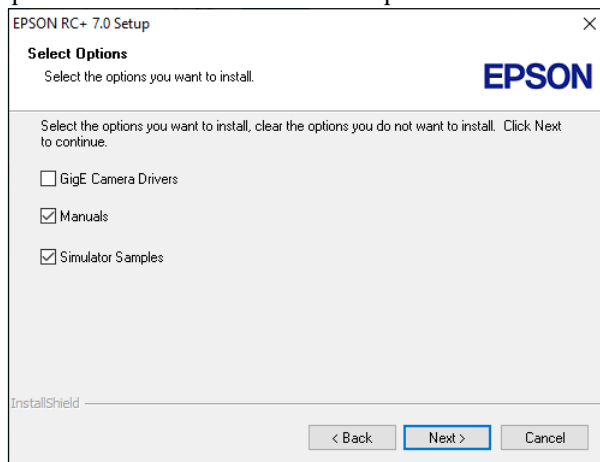 EPSON RC+ 7.0 Setup
Select Options
Select the options you want to install.
EPSON
Select the options you want to install, clear the options you do not want to install. Click Next
to continue.
GigE Camera Drivers
Manuals
Simulator Samples
InstallShield
< Back Next > Cancel